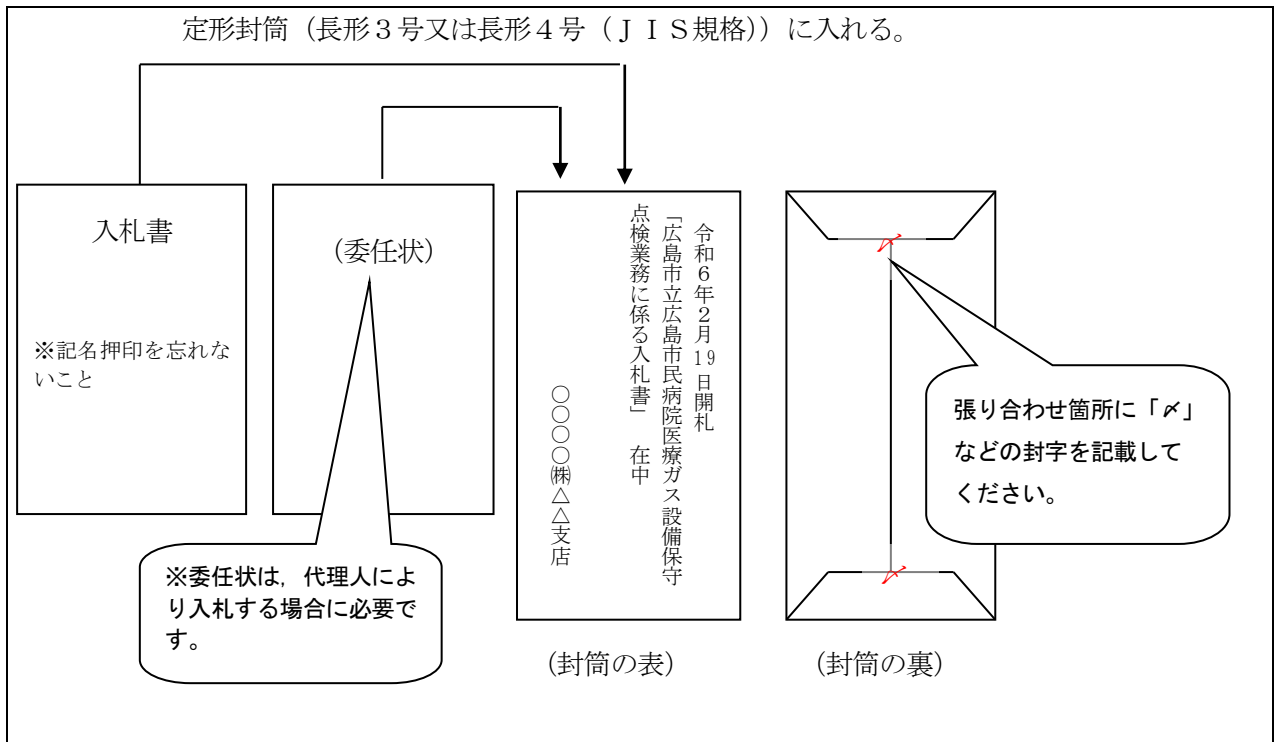 定形封筒（長形３号又は長形４号（ＪＩＳ規格））に入れる。
入札書
※記名押印を忘れな
いこと
（委任状）
※委任状は，代理人によ
り入札する場合に必要で
す。
令和６年２月19日開札
「広島市立広島市民病院医療ガス設備保守
点検業務に係る入札書」　在中
〇〇〇〇㈱△△支店
（封筒の表）
〆
〆
張り合わせ箇所に「〆」
などの封字を記載して
ください。
（封筒の裏）